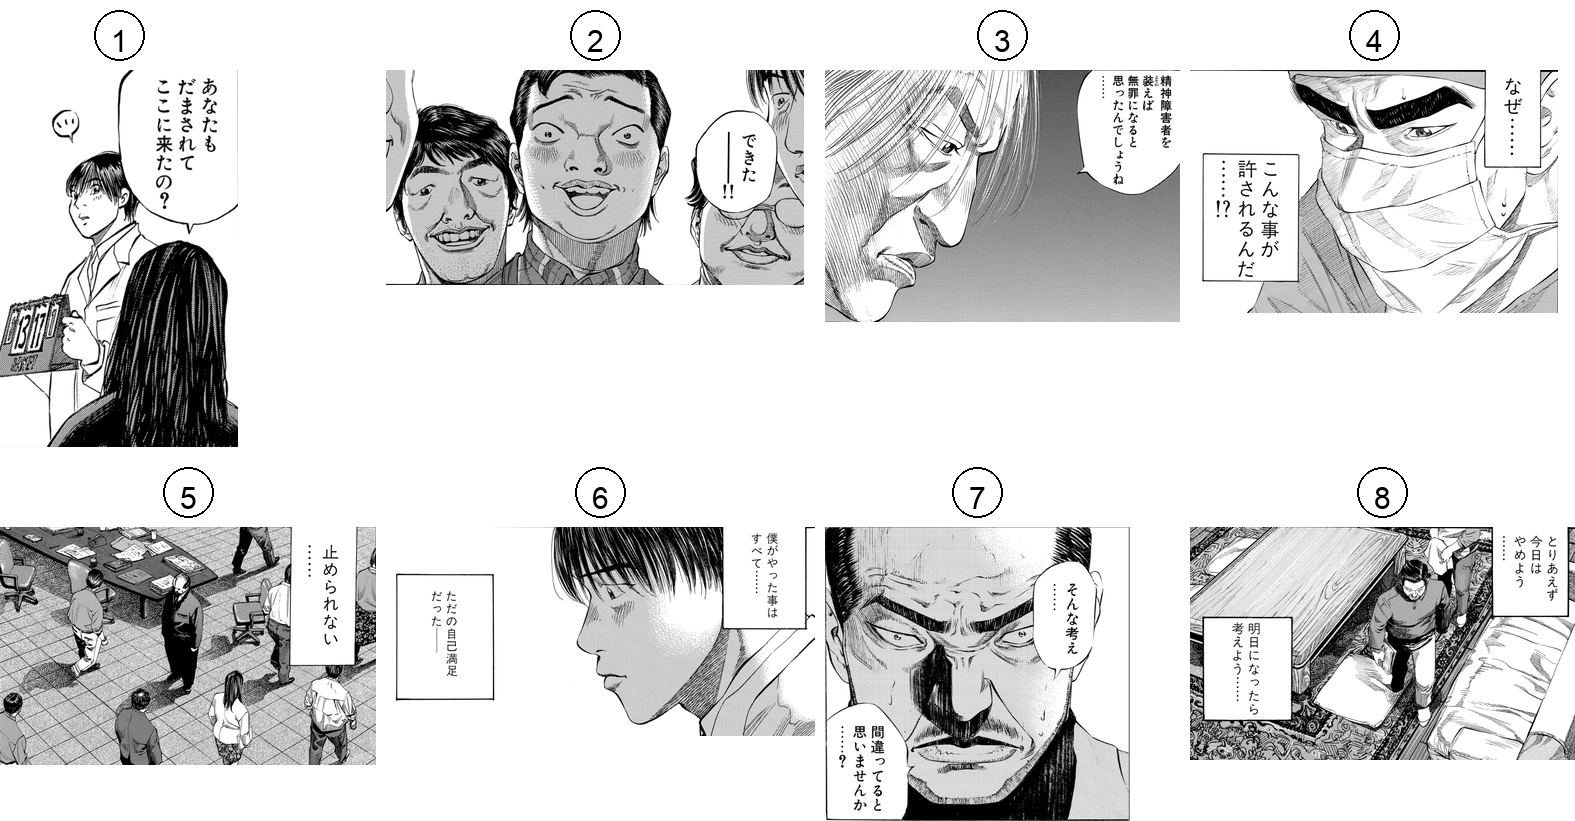 1
あなたも
だまされて
ここに来たの?
13 17
2
できた
――!!
3
精神障害者を
装えば
無罪になると
思ったんでしょうね
……
4
なぜ……
こんな事が
許されるんだ
……!?
5
止められない
……
6
僕がやった事は
すべて……
ただの自己満足
だった――
7
そんな考え
……
間違ってると
思いませんか
……?
8
とりあえず
今日は
やめよう
……
明日になったら
考えよう……